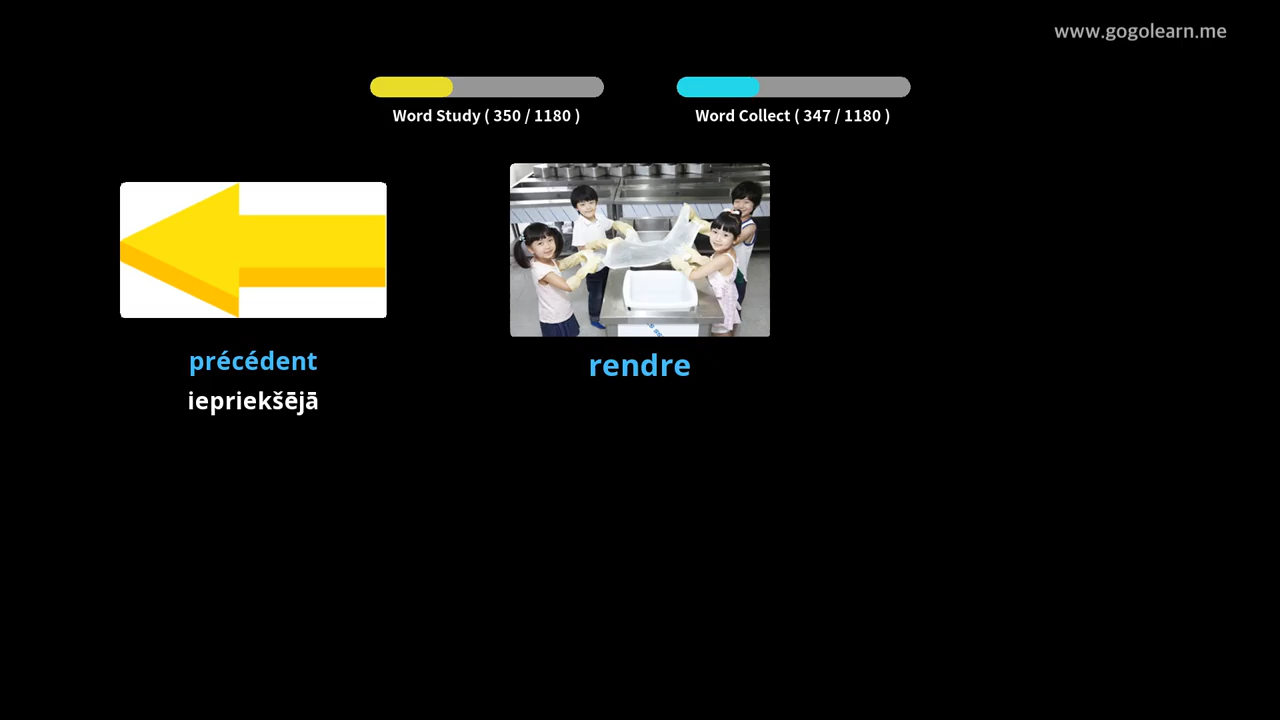 www.gogolearn.me
Word Study ( 350 / 1180 )
Word Collect ( 347 / 1180 )
précédent
iepriekšējā
rendre